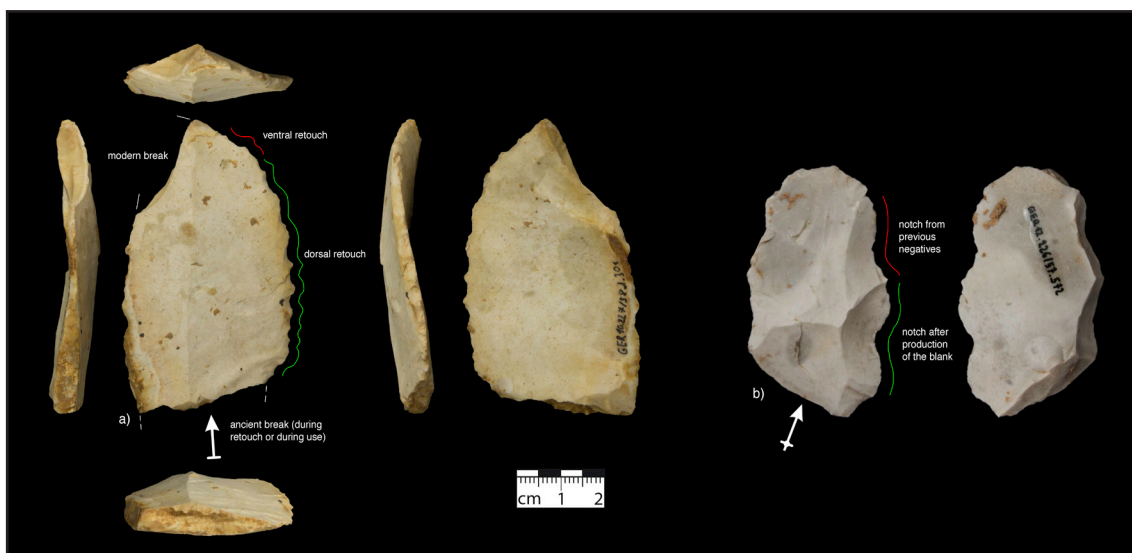 ventral retouch
modern break
dorsal retouch
a)
ancient break (during
retouch or during use)
cm 1 2
notch from
previous
negatives
notch after
production
of the blank
b)